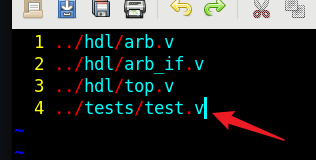 1 ../hdl/arb.v
2 ../hdl/arb_if.v
3 ../hdl/top.v
4 ../tests/test.v
~
~